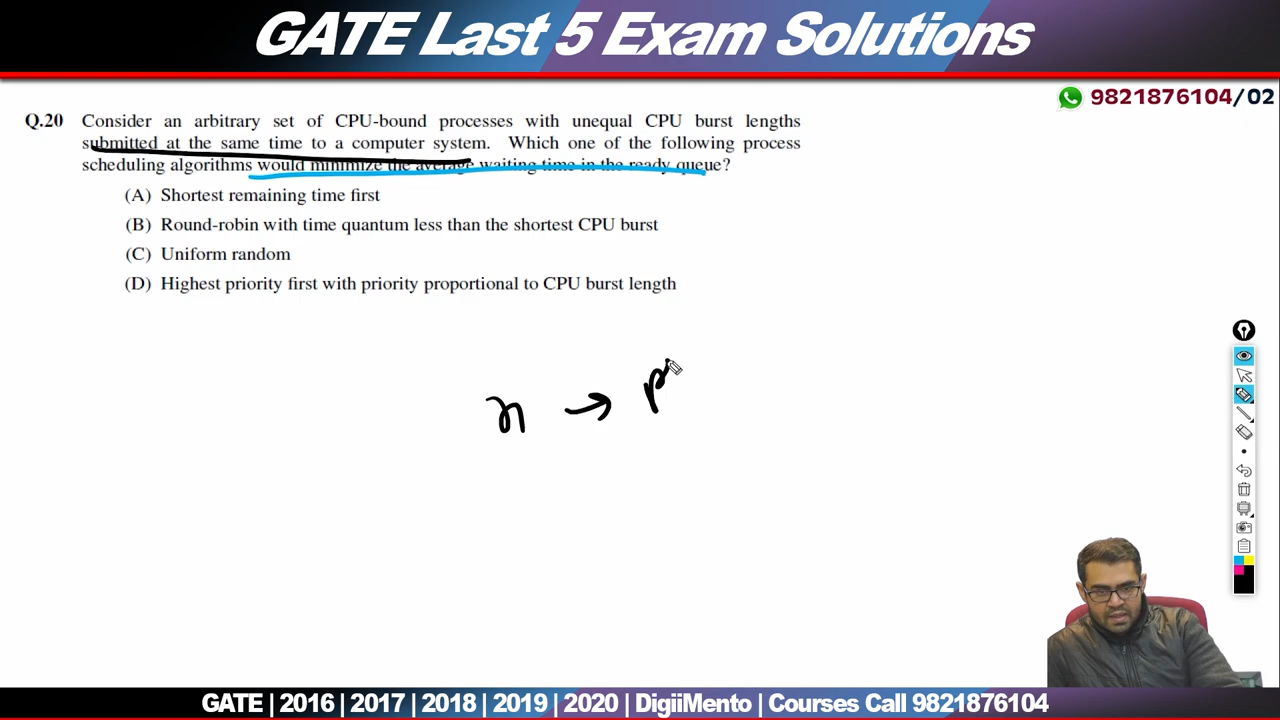 GATE Last 5 Exam Solutions
9821876104/02
Q.20 Consider an arbitrary set of CPU-bound processes with unequal CPU burst lengths
submitted at the same time to a computer system. Which one of the following process
scheduling algorithms would minimize the average waiting time in the ready queue?
(A) Shortest remaining time first
(B) Round-robin with time quantum less than the shortest CPU burst
(C) Uniform random
(D) Highest priority first with priority proportional to CPU burst length
n → p
GATE | 2016 | 2017 | 2018 | 2019 | 2020 | DigiiMento | Courses Call 9821876104